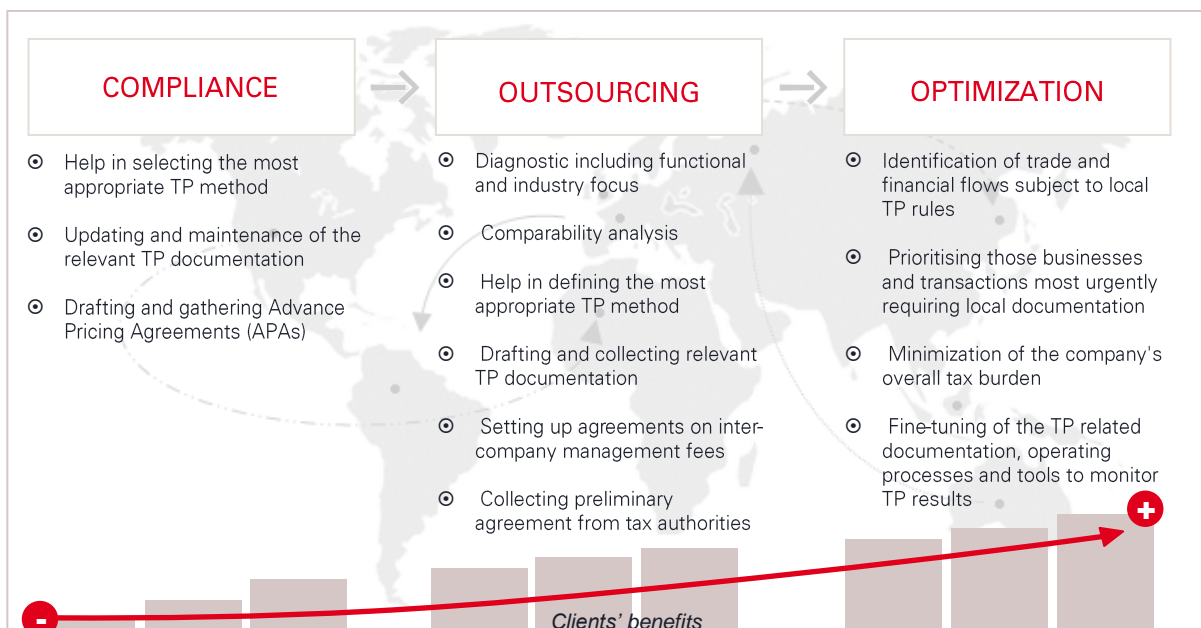 COMPLIANCE
Help in selecting the most
appropriate TP method
Updating and maintenance of the
relevant TP documentation
Drafting and gathering Advance
Pricing Agreements (APAs)
OUTSOURCING
Diagnostic including functional
and industry focus
Comparability analysis
Help in defining the most
appropriate TP method
Drafting and collecting relevant
TP documentation
Setting up agreements on inter-
company management fees
Collecting preliminary
agreement from tax authorities
OPTIMIZATION
Identification of trade and
financial flows subject to local
TP rules
Prioritising those businesses
and transactions most urgently
requiring local documentation
Minimization of the company's
overall tax burden
Fine-tuning of the TP related
documentation, operating
processes and tools to monitor
TP results
+
-
Clients' benefits